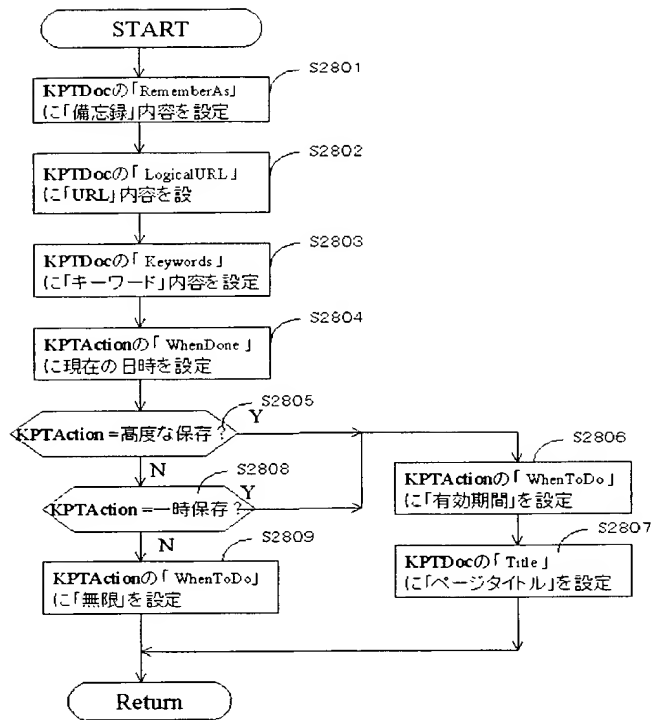 START
S2801
KPTDocの「RememberAs」
に「備忘録」内容を設定
S2802
KPTDocの「LogicalURL」
に「URL」内容を設
S2803
KPTDocの「Keywords」
に「キーワード」内容を設定
S2804
KPTActionの「WhenDone」
に現在の日時を設定
S2805
KPTAction=高度な保存?
Y
N
S2806
KPTActionの「WhenToDo」
に「有効期間」を設定
S2807
KPTDocの「Title」
に「ページタイトル」を設定
S2808
KPTAction=一時保存?
Y
N
S2809
KPTActionの「WhenToDo」
に「無限」を設定
Return